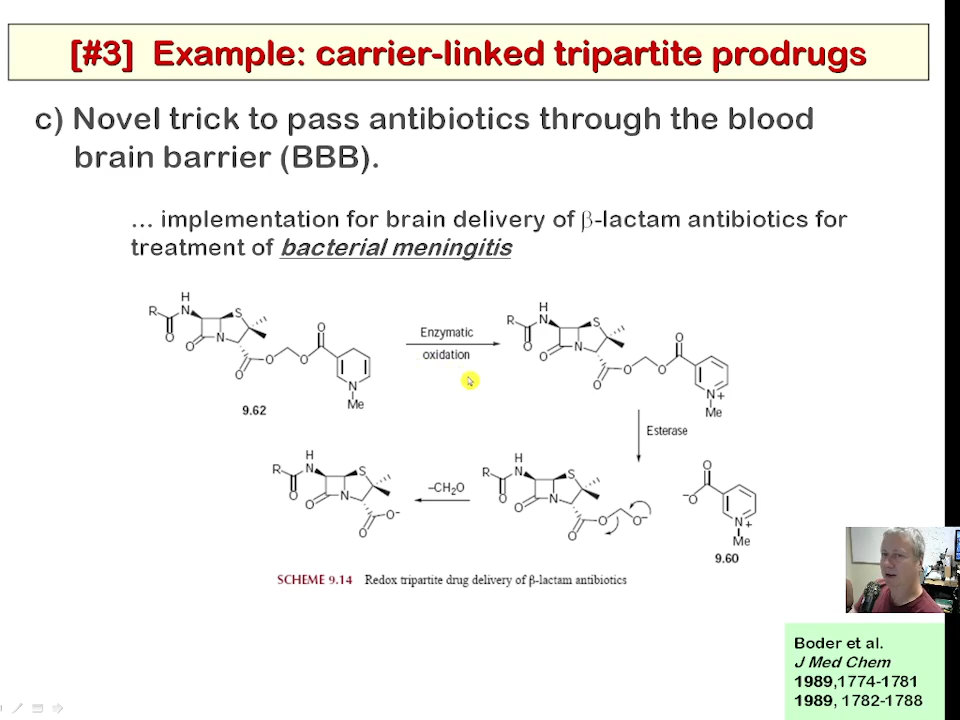 [#3] Example: carrier-linked tripartite prodrugs
c) Novel trick to pass antibiotics through the blood
brain barrier (BBB).
... implementation for brain delivery of β-lactam antibiotics for
treatment of bacterial meningitis
H
R N S
O O N
O O O
O
N
Me
9.62
Enzymatic
oxidation
H
R N S
O O N
O O O
O
N+
Me
Esterase
H
R N S
O O N
O-
O
–CH2O
H
R N S
O O N
O O-
O
O
-O
N+
Me
9.60
SCHEME 9.14 Redox tripartite drug delivery of β-lactam antibiotics
Boder et al.
J Med Chem
1989,1774-1781
1989, 1782-1788